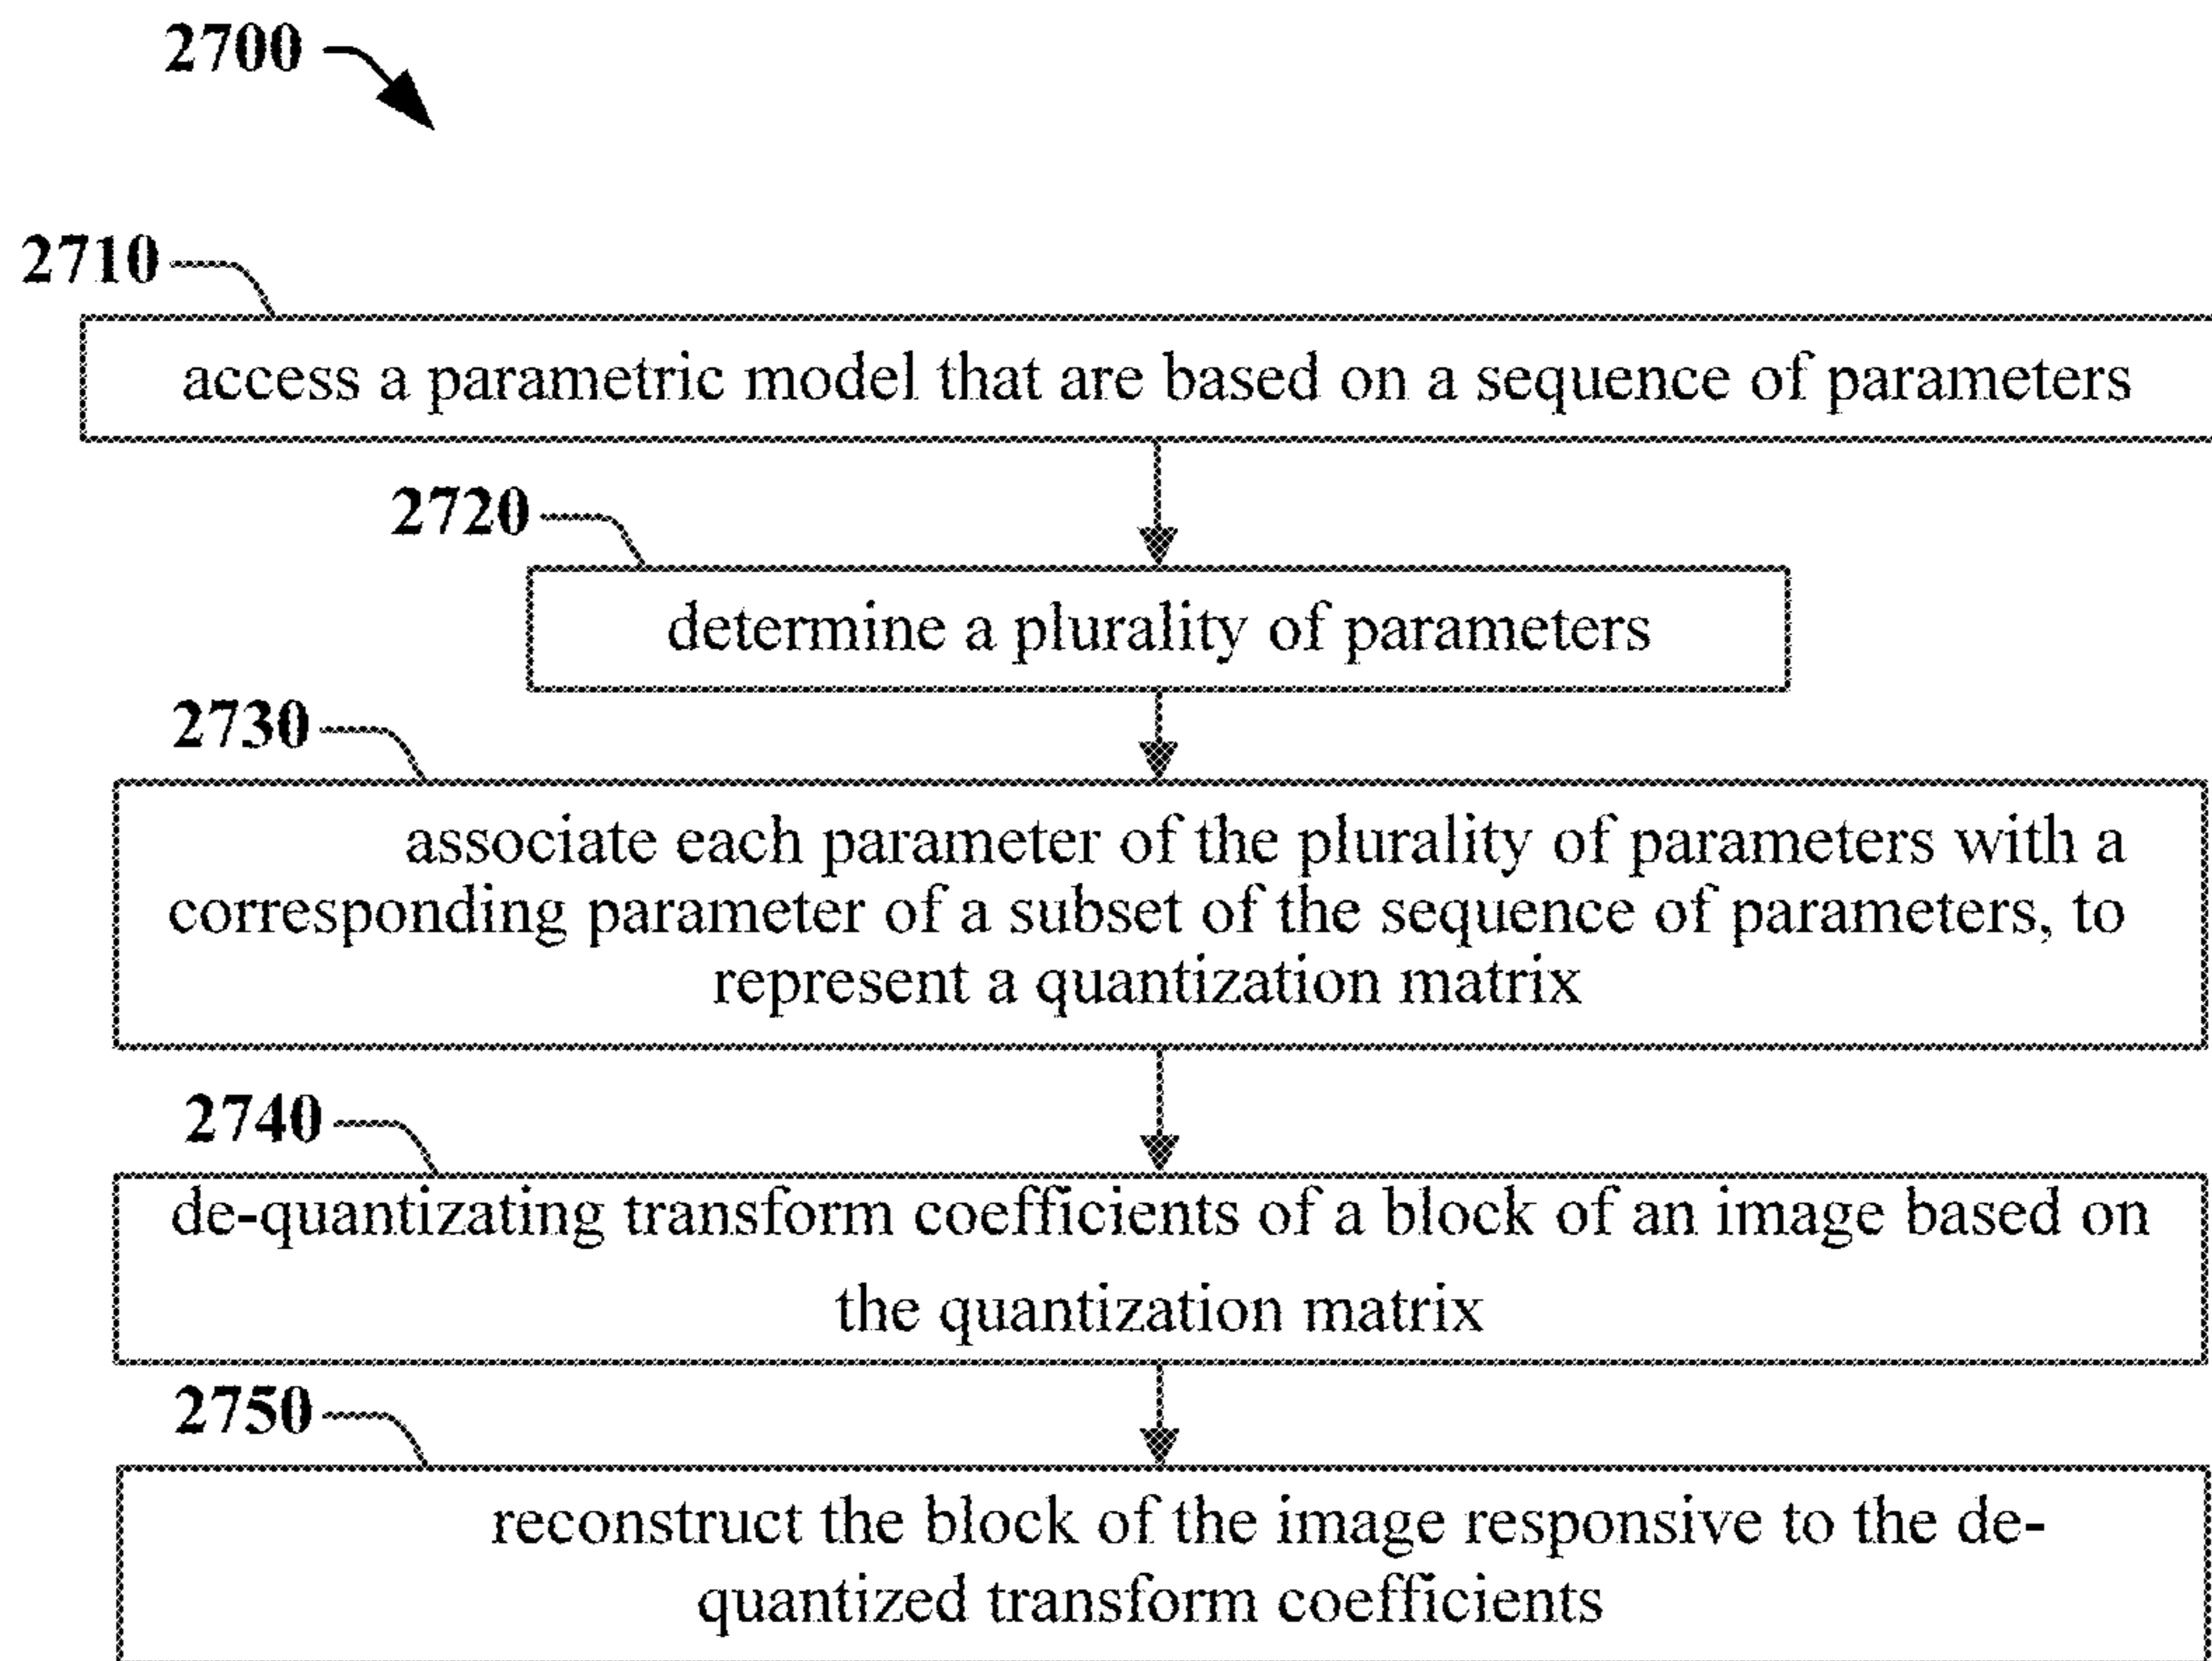 2700
2710
access a parametric model that are based on a sequence of parameters
2720
determine a plurality of parameters
2730
associate each parameter of the plurality of parameters with a
corresponding parameter of a subset of the sequence of parameters, to
represent a quantization matrix
2740
de-quantizating transform coefficients of a block of an image based on
the quantization matrix
2750
reconstruct the block of the image responsive to the de-
quantized transform coefficients